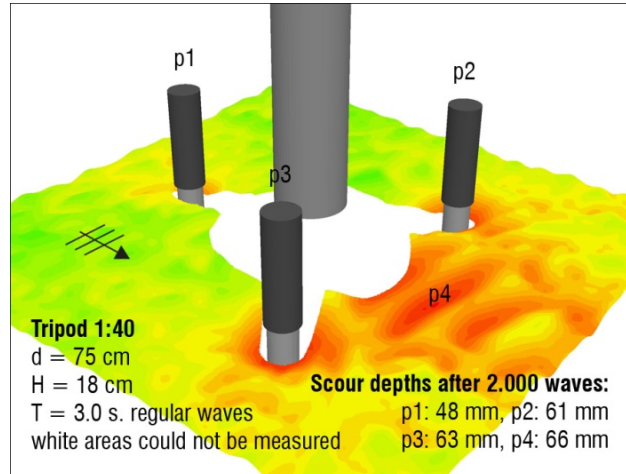 p1
p2
p3
p4
Tripod 1:40
d = 75 cm
H = 18 cm
T = 3.0 s. regular waves
white areas could not be measured
Scour depths after 2.000 waves:
p1: 48 mm, p2: 61 mm
p3: 63 mm, p4: 66 mm